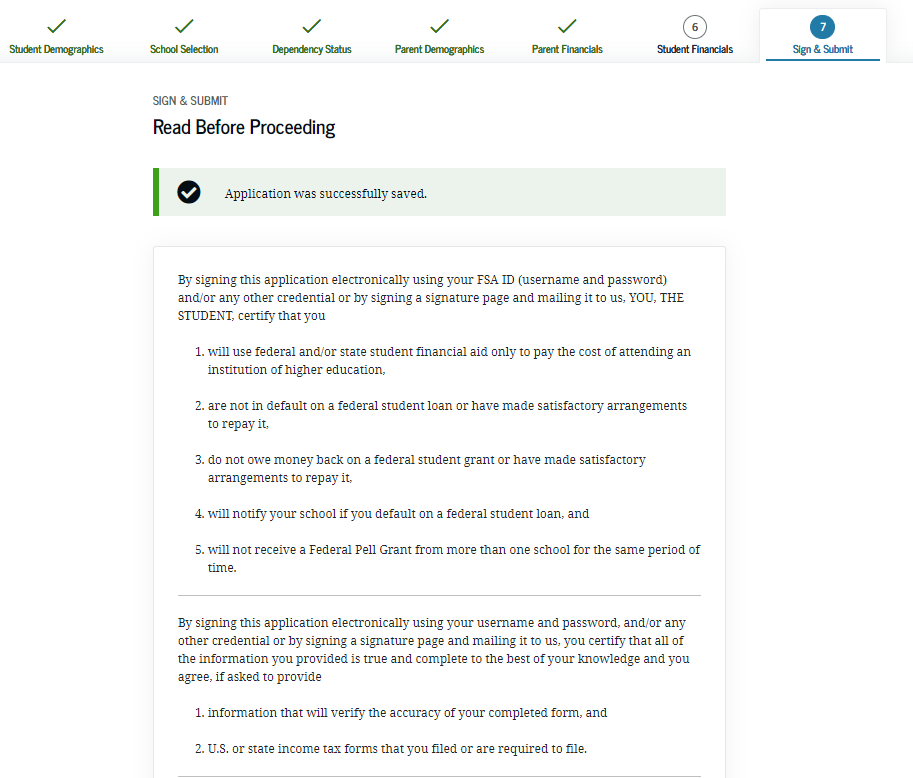 Student Demographics
School Selection
Dependency Status
Parent Demographics
Parent Financials
6
Student Financials
7
Sign & Submit
SIGN & SUBMIT
Read Before Proceeding
Application was successfully saved.
By signing this application electronically using your FSA ID (username and password)
and/or any other credential or by signing a signature page and mailing it to us, YOU, THE
STUDENT, certify that you
1. will use federal and/or state student financial aid only to pay the cost of attending an
institution of higher education,
2. are not in default on a federal student loan or have made satisfactory arrangements
to repay it,
3. do not owe money back on a federal student grant or have made satisfactory
arrangements to repay it,
4. will notify your school if you default on a federal student loan, and
5. will not receive a Federal Pell Grant from more than one school for the same period of
time.
By signing this application electronically using your username and password, and/or any
other credential or by signing a signature page and mailing it to us, you certify that all of
the information you provided is true and complete to the best of your knowledge and you
agree, if asked to provide
1. information that will verify the accuracy of your completed form, and
2. U.S. or state income tax forms that you filed or are required to file.